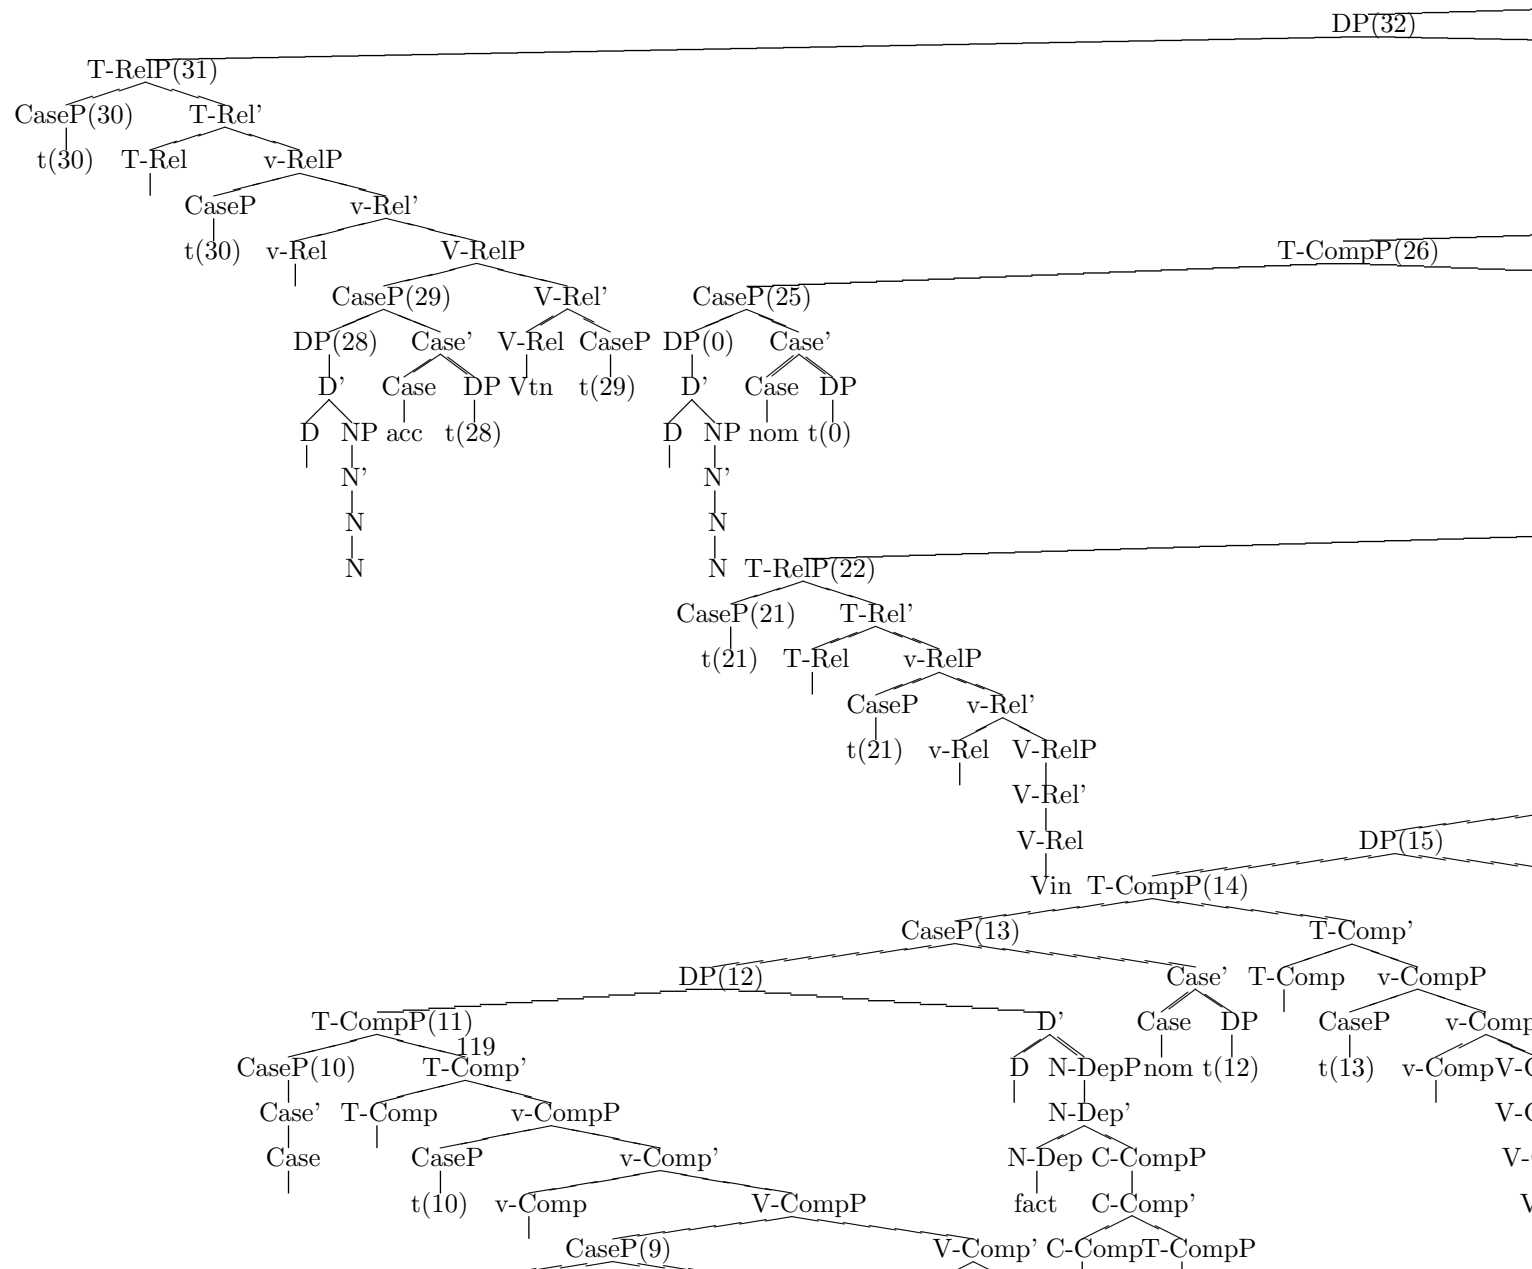 DP(32)
T-RelP(31)
CaseP(30) T-Rel'
t(30) T-Rel v-RelP
CaseP v-Rel'
t(30) v-Rel V-RelP T-CompP(26)
CaseP(29) V-Rel' CaseP(25)
DP(28) Case' V-Rel CaseP DP(0) Case'
D' Case DP Vtn t(29) D' Case DP
D NP acc t(28) D NP nom t(0)
N' N'
N N
N N T-RelP(22)
CaseP(21) T-Rel'
t(21) T-Rel v-RelP
CaseP v-Rel'
t(21) v-Rel V-RelP
V-Rel'
V-Rel DP(15)
Vin T-CompP(14)
CaseP(13) T-Comp'
DP(12) Case' T-Comp v-CompP
T-CompP(11) D' Case DP CaseP v-Comp
119
CaseP(10) T-Comp' D N-DepP nom t(12) t(13) v-Comp V-C
Case' T-Comp v-CompP N-Dep' V-C
Case CaseP v-Comp' N-Dep C-CompP V-
t(10) v-Comp V-CompP fact C-Comp' V
CaseP(9) V-Comp' C-Comp T-CompP